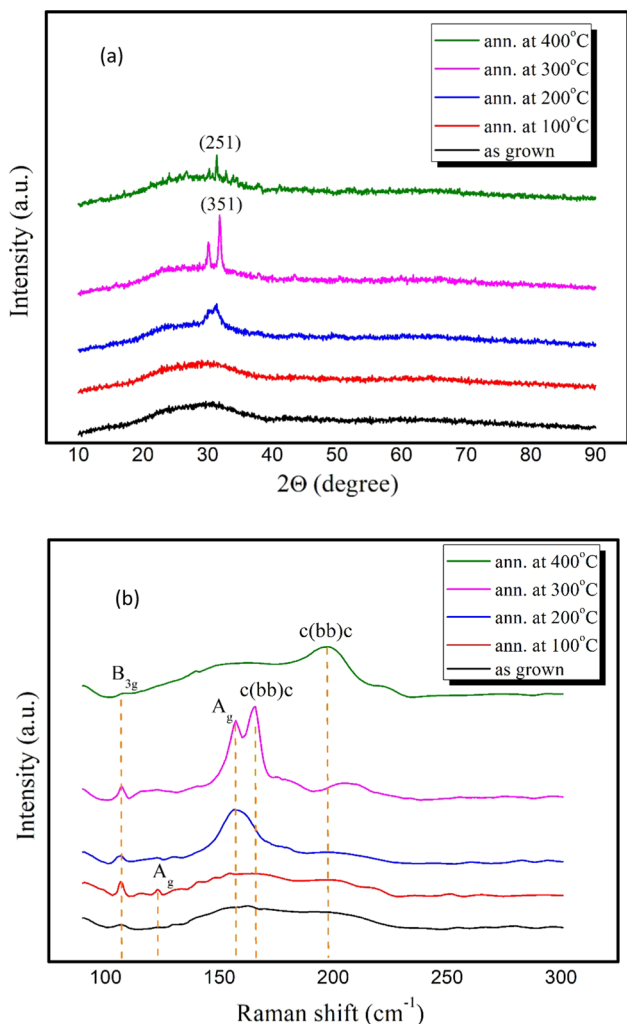 (a)
ann. at 400°C
ann. at 300°C
ann. at 200°C
ann. at 100°C
as grown
(251)
(351)
Intensity (a.u.)
10 20 30 40 50 60 70 80 90
2Θ (degree)
(b)
ann. at 400°C
ann. at 300°C
ann. at 200°C
ann. at 100°C
as grown
c(bb)c
B3g
Ag
c(bb)c
Ag
Intensity (a.u.)
100 150 200 250 300
Raman shift (cm⁻¹)